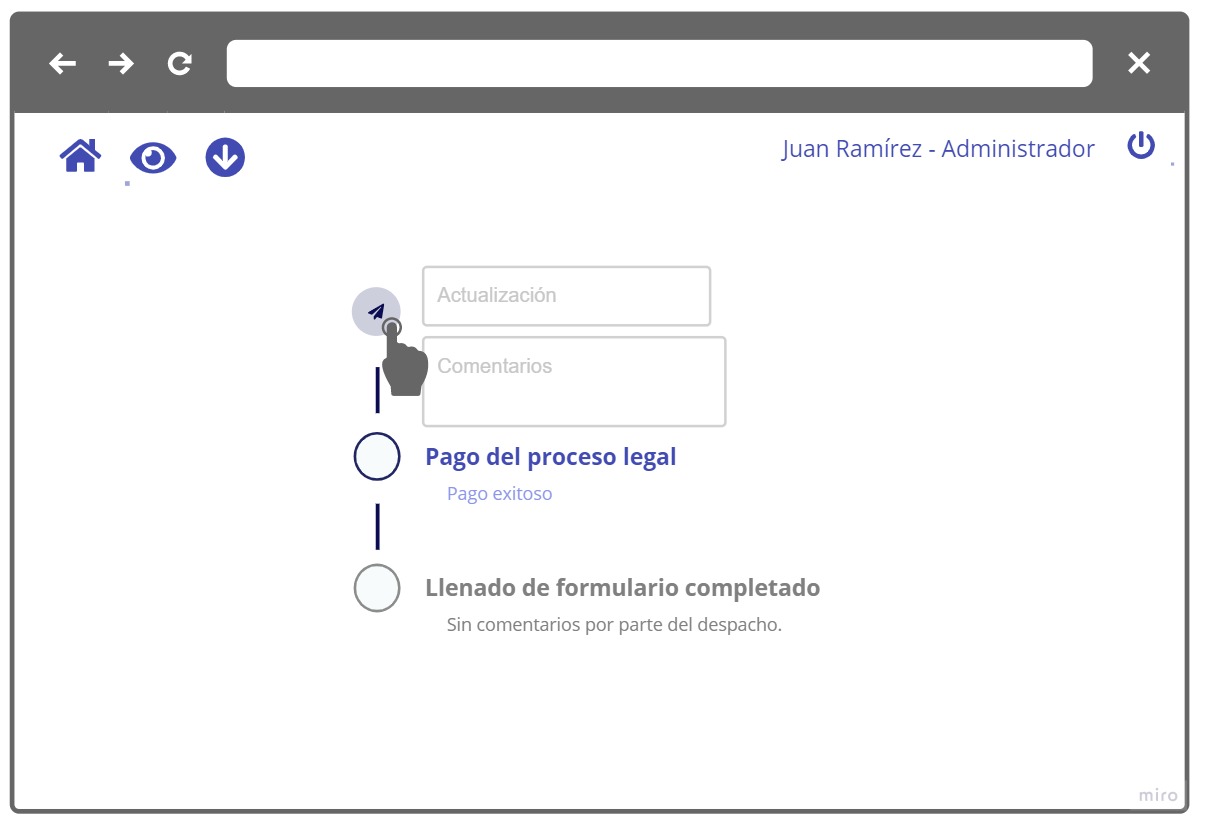 Juan Ramírez - Administrador
Actualización
Comentarios
Pago del proceso legal
Pago exitoso
Llenado de formulario completado
Sin comentarios por parte del despacho.
miro